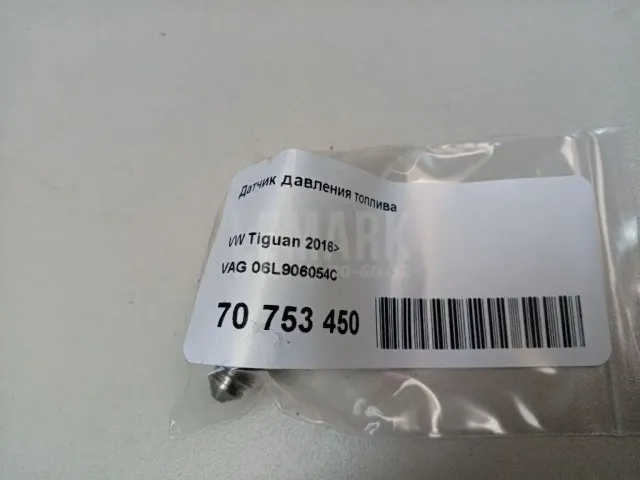 Датчик давления топлива
VW Tiguan 2016>
VAG 06L906054C
70 753 450